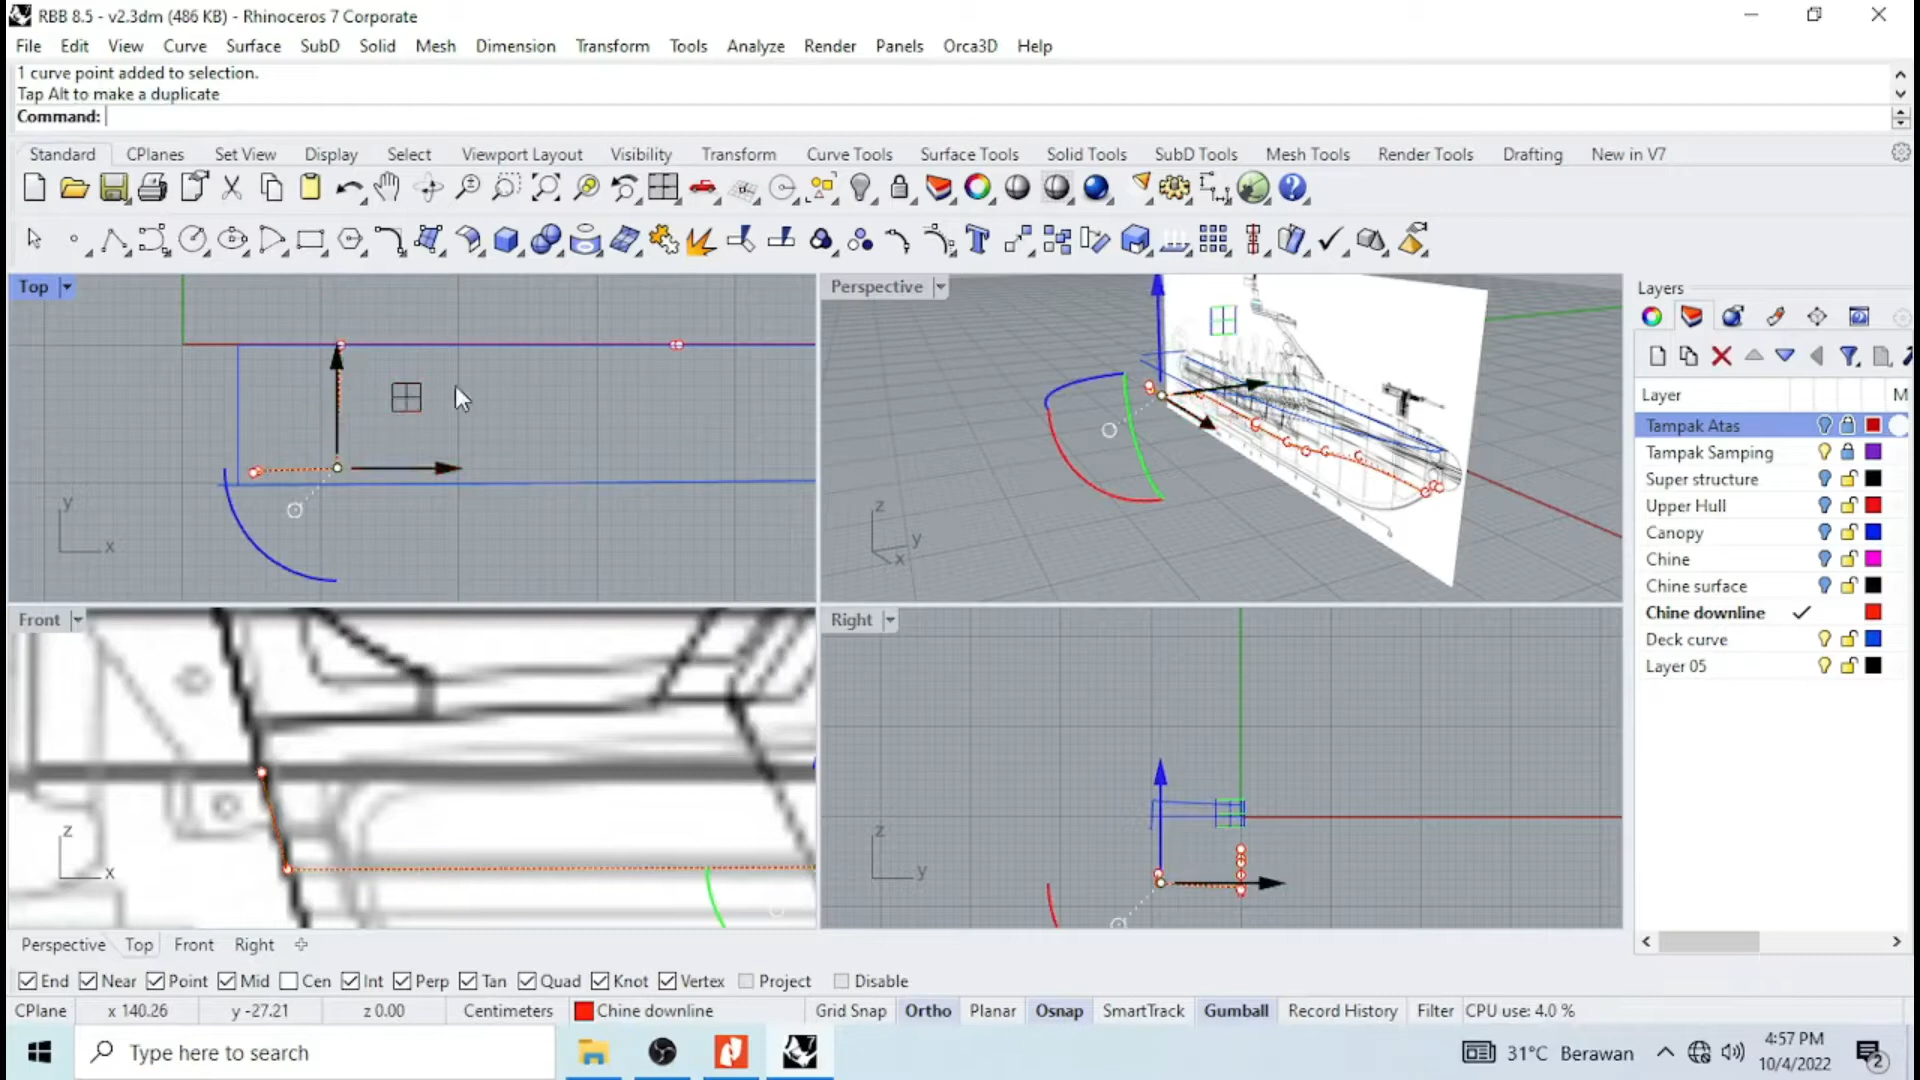 RBB 8.5 - v2.3dm (486 KB) - Rhinoceros 7 Corporate
File Edit View Curve Surface SubD Solid Mesh Dimension Transform Tools Analyze Render Panels Orca3D Help
1 curve point added to selection.
Tap Alt to make a duplicate
Command:
Standard CPlanes Set View Display Select Viewport Layout Visibility Transform Curve Tools Surface Tools Solid Tools SubD Tools Mesh Tools Render Tools Drafting New in V7
Top
y
x
Perspective
z
y
x
Front
z
x
Right
z
y
Layers
Layer M
Tampak Atas
Tampak Samping
Super structure
Upper Hull
Canopy
Chine
Chine surface
Chine downline
Deck curve
Layer 05
Perspective Top Front Right
End Near Point Mid Cen Int Perp Tan Quad Knot Vertex Project Disable
CPlane x 140.26 y -27.21 z 0.00 Centimeters Chine downline Grid Snap Ortho Planar Osnap SmartTrack Gumball Record History Filter CPU use: 4.0 %
Type here to search
31°C Berawan
4:57 PM
10/4/2022
2